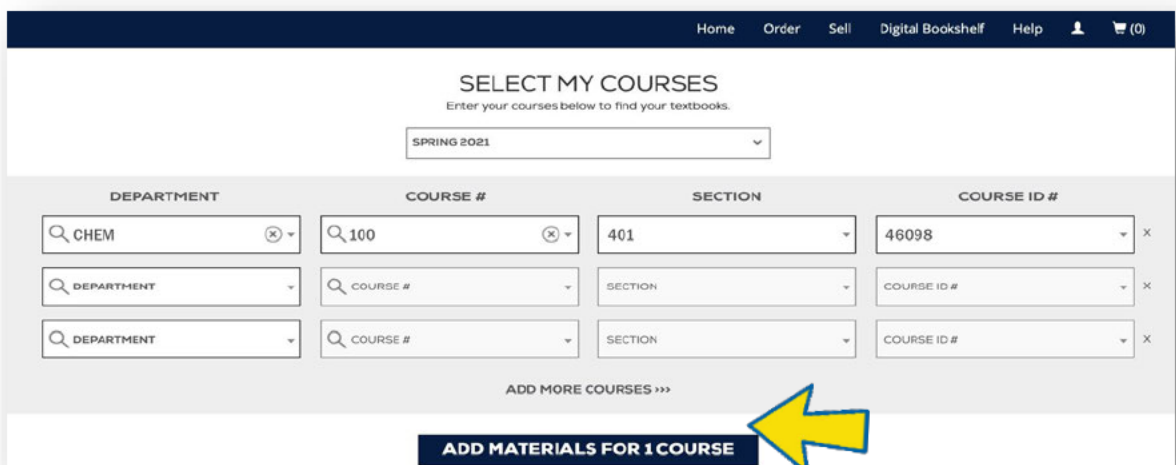 Home Order Sell Digital Bookshelf Help (0)
SELECT MY COURSES
Enter your courses below to find your textbooks.
SPRING 2021
DEPARTMENT COURSE # SECTION COURSE ID #
CHEM 100 401 46098 X
DEPARTMENT COURSE # SECTION COURSE ID # X
DEPARTMENT COURSE # SECTION COURSE ID # X
ADD MORE COURSES >>>
ADD MATERIALS FOR 1 COURSE